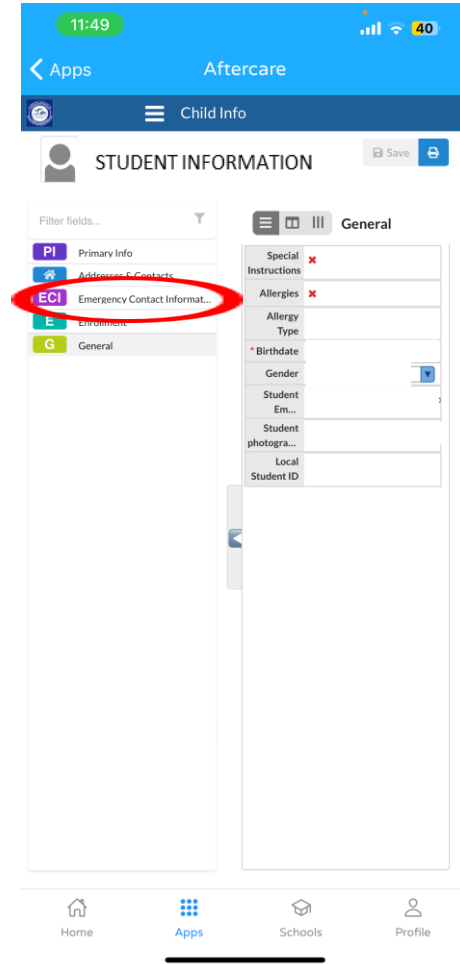 11:49
40
Apps
Aftercare
Child Info
STUDENT INFORMATION
Save
Filter fields...
PI Primary Info
Addresses & Contacts
ECI Emergency Contact Informat...
E Enrollment
G General
General
Special
Instructions
Allergies
Allergy
Type
* Birthdate
Gender
Student
Em...
Student
photogra...
Local
Student ID
Home
Apps
Schools
Profile